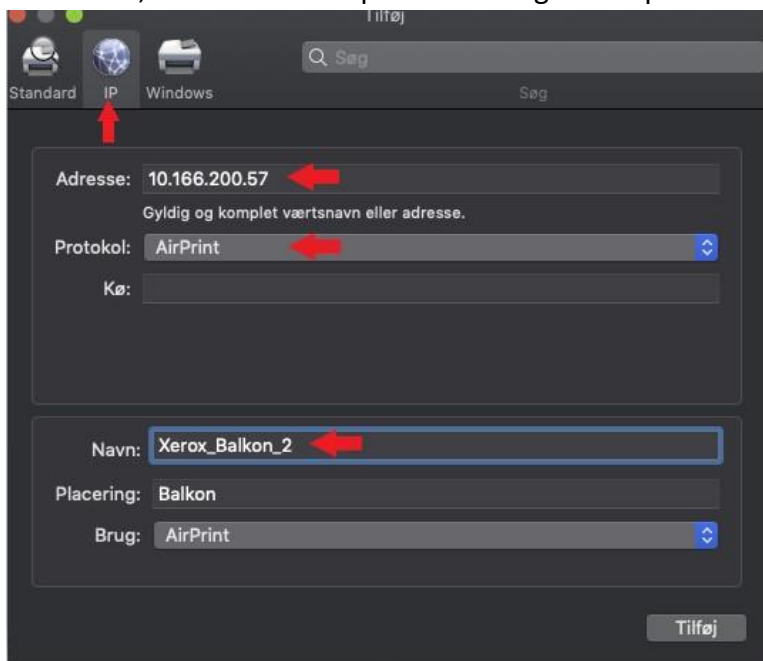 Tilføj
Søg
Standard IP Windows Søg
Adresse: 10.166.200.57
Gyldig og komplet værtsnavn eller adresse.
Protokol: AirPrint
Kø:
Navn: Xerox_Balkon_2
Placering: Balkon
Brug: AirPrint
Tilføj